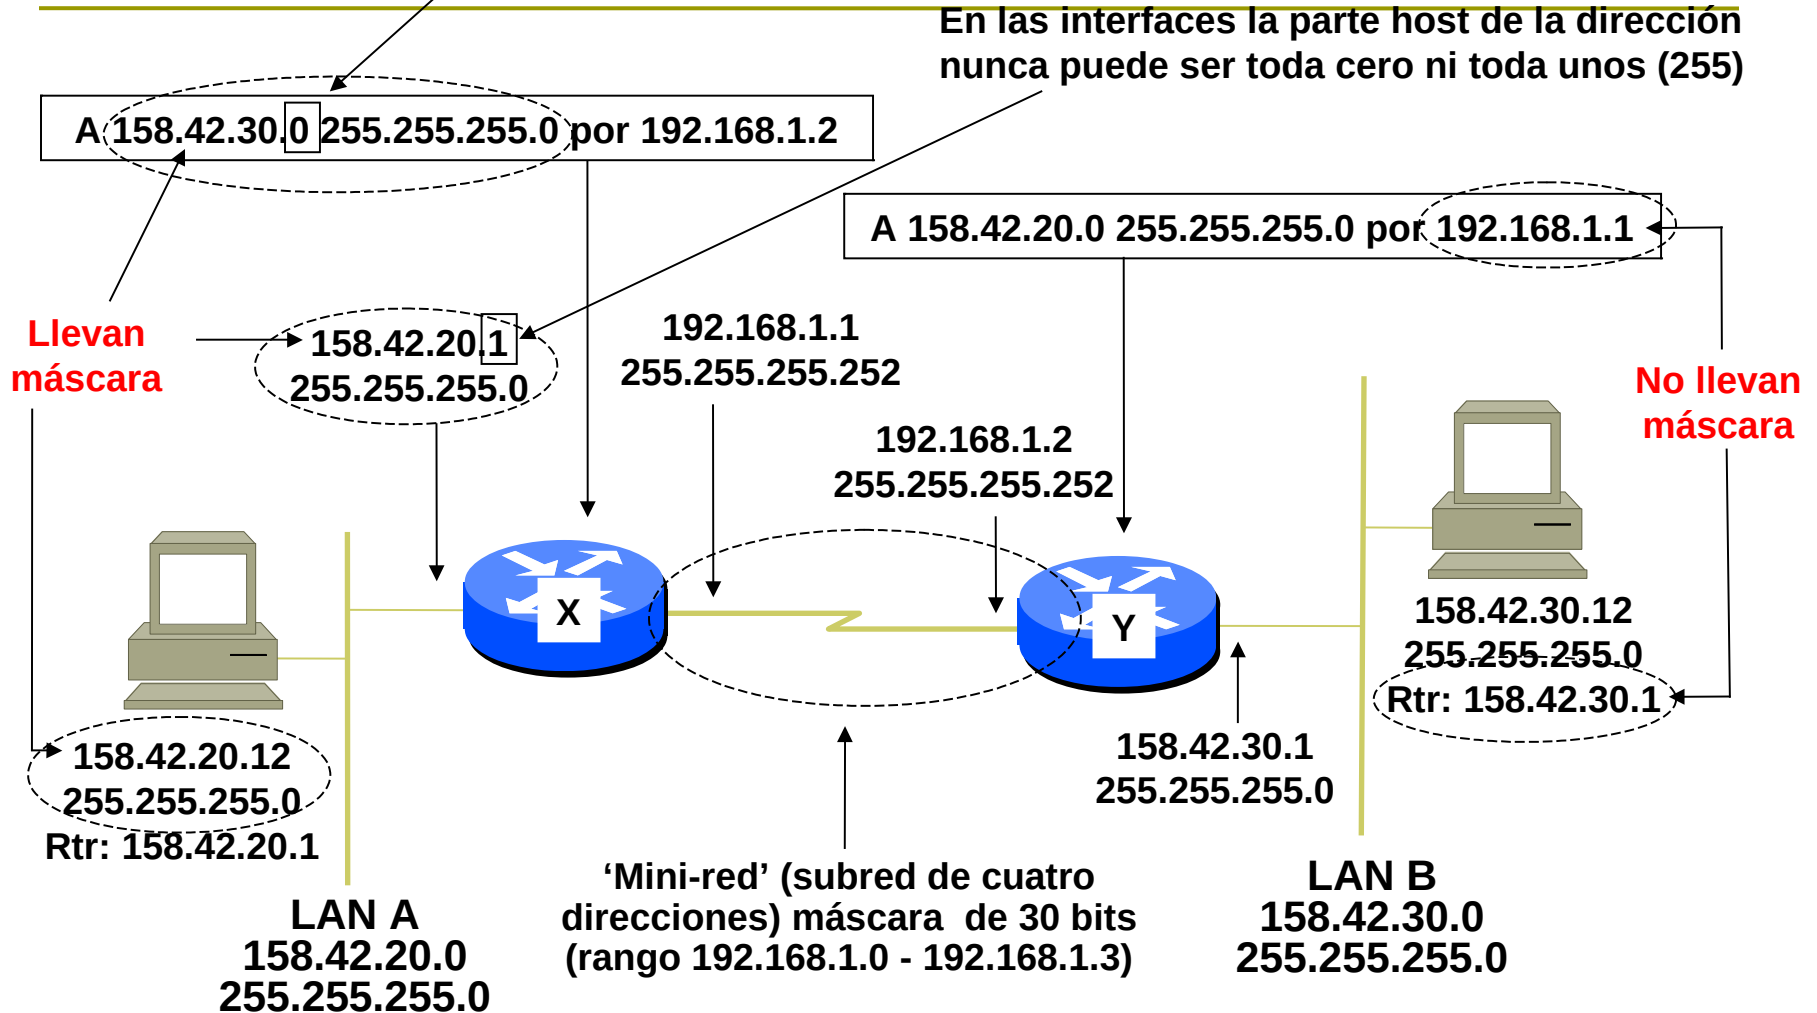 En las interfaces la parte host de la dirección
nunca puede ser toda cero ni toda unos (255)
A 158.42.30.0 255.255.255.0 por 192.168.1.2
A 158.42.20.0 255.255.255.0 por 192.168.1.1
Llevan
máscara
158.42.20.1
255.255.255.0
192.168.1.1
255.255.255.252
192.168.1.2
255.255.255.252
No llevan
máscara
X
Y
158.42.30.12
255.255.255.0
Rtr: 158.42.30.1
158.42.30.1
255.255.255.0
158.42.20.12
255.255.255.0
Rtr: 158.42.20.1
‘Mini-red’ (subred de cuatro
direcciones) máscara  de 30 bits
(rango 192.168.1.0 - 192.168.1.3)
LAN B
158.42.30.0
255.255.255.0
LAN A
158.42.20.0
255.255.255.0